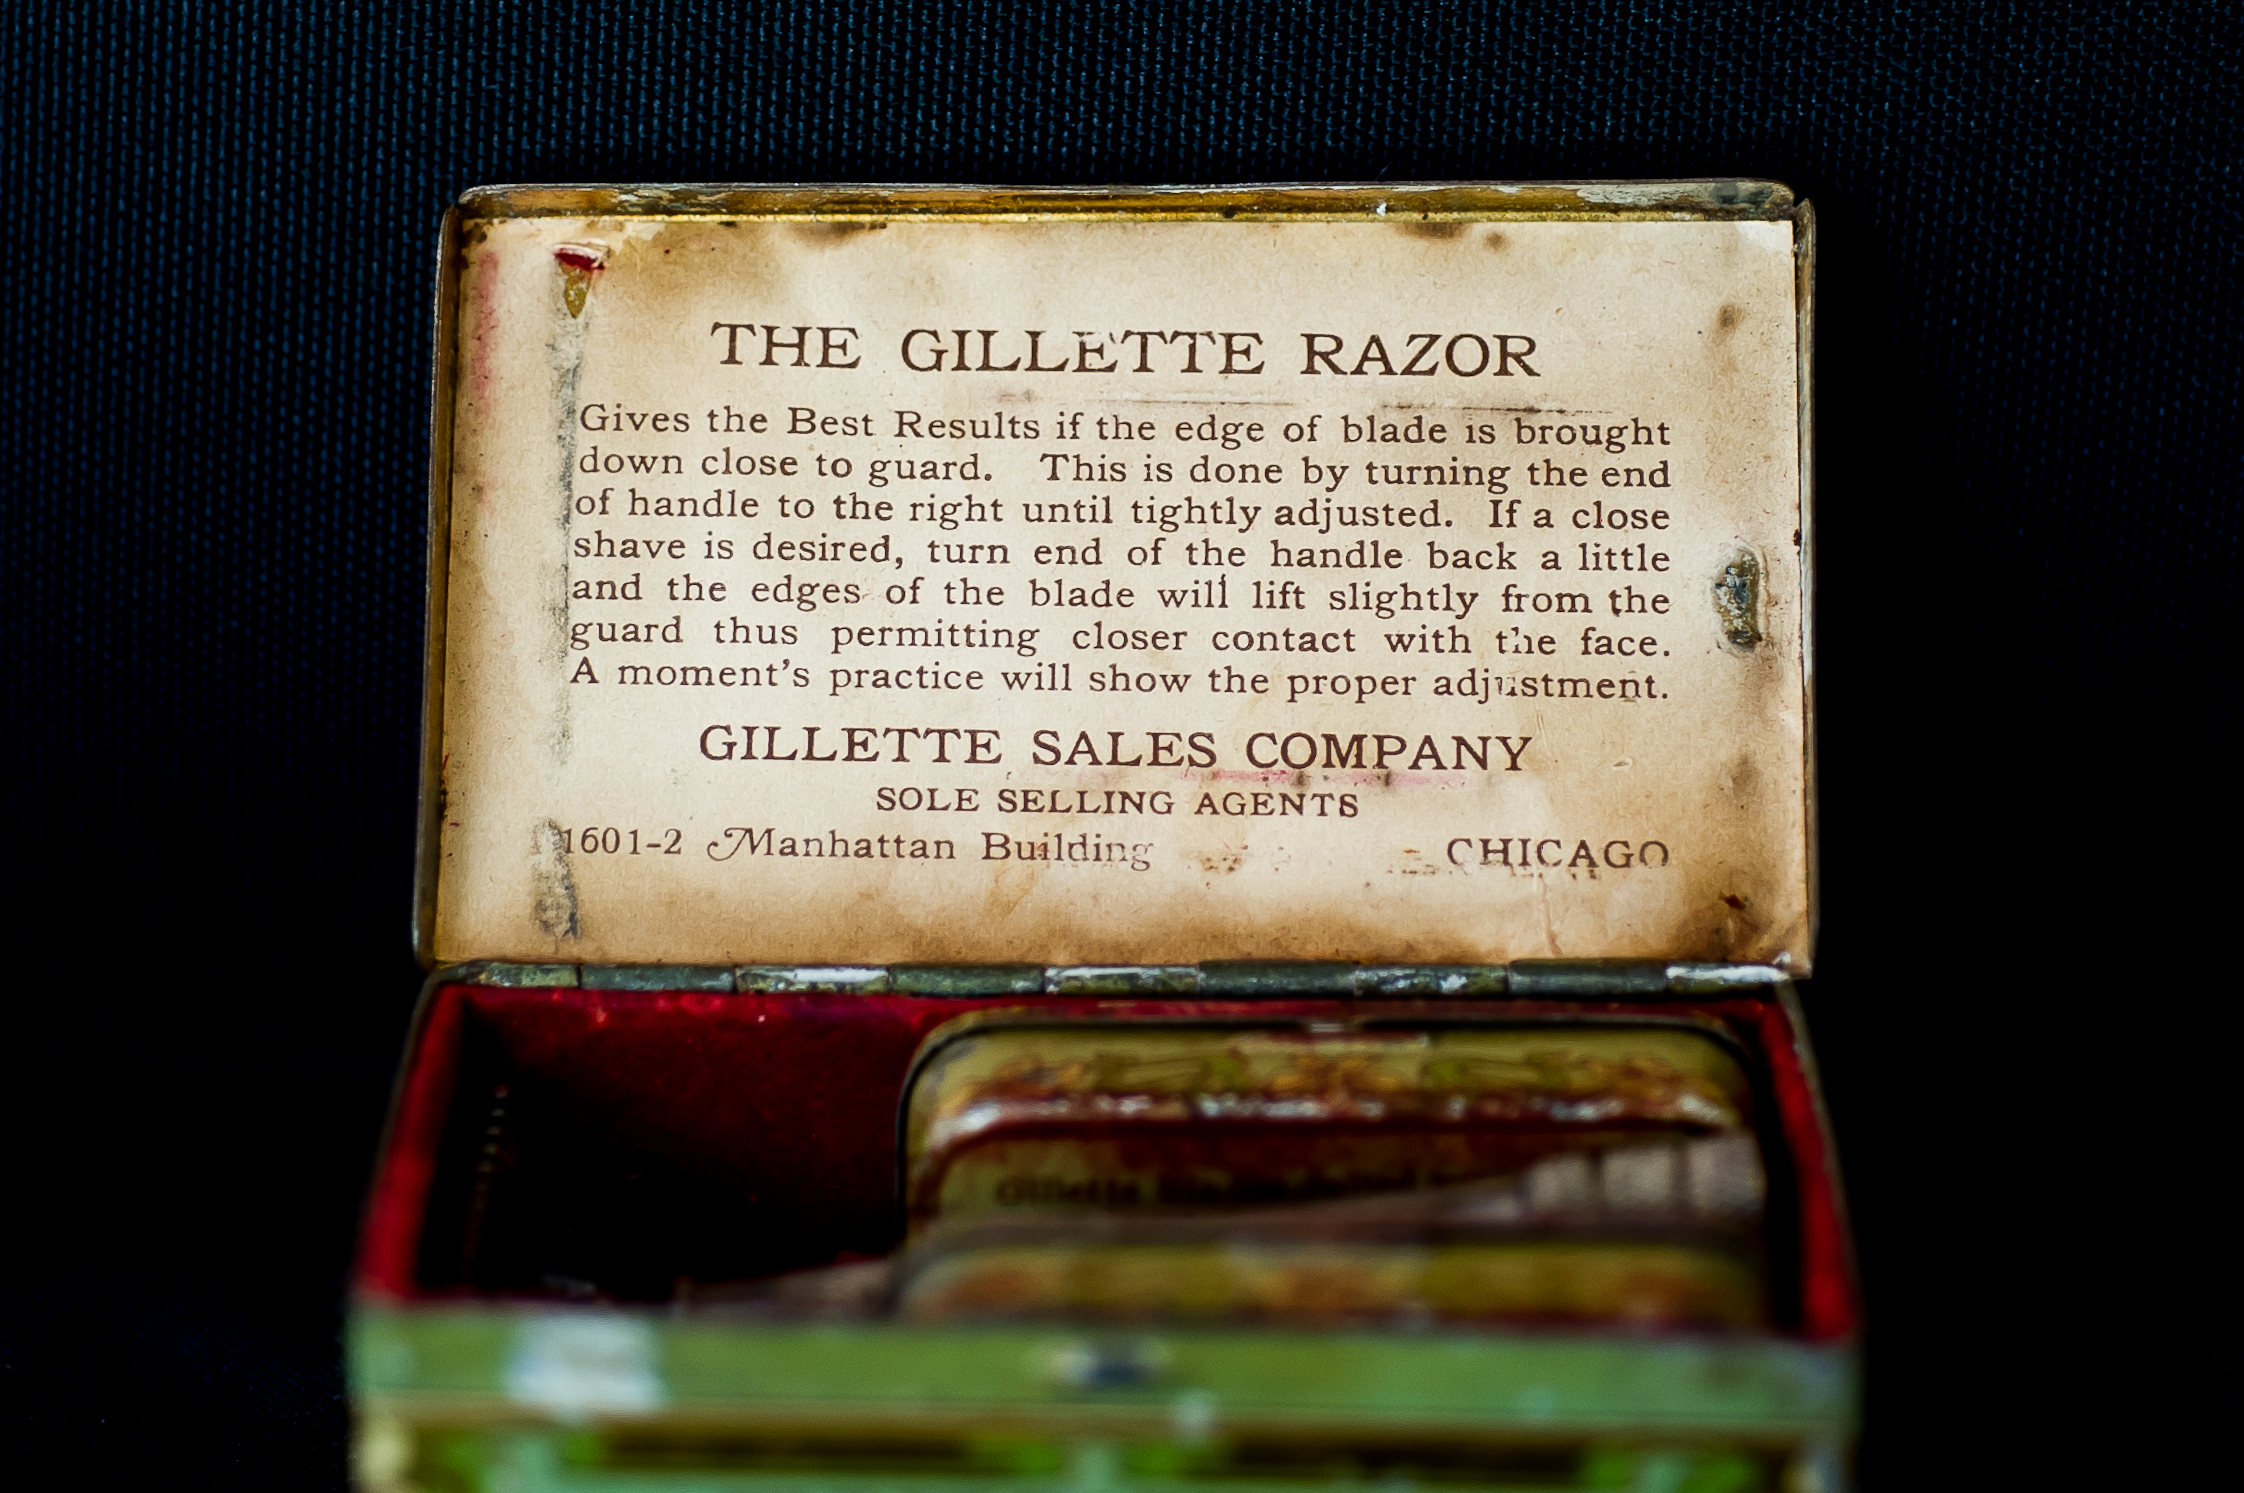 THE GILLETTE RAZOR
Gives the Best Results if the edge of blade is brought
down close to guard. This is done by turning the end
of handle to the right until tightly adjusted. If a close
shave is desired, turn end of the handle back a little
and the edges of the blade will lift slightly from the
guard thus permitting closer contact with the face.
A moment's practice will show the proper adjustment.
GILLETTE SALES COMPANY
SOLE SELLING AGENTS
1601-2 Manhattan Building CHICAGO
Gillette